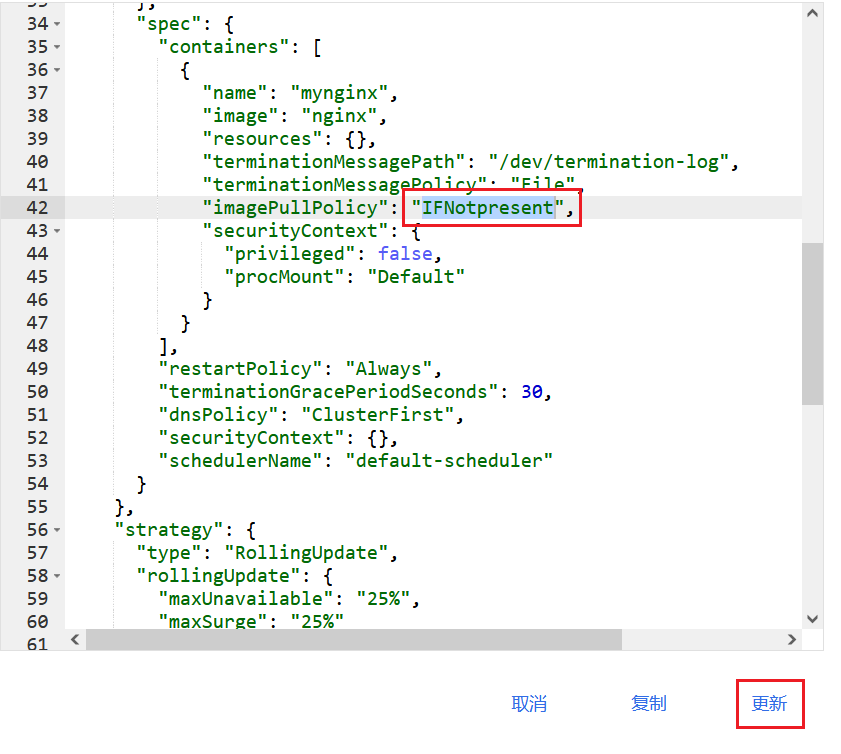 33 },
34 "spec": {
35 "containers": [
36 {
37 "name": "mynginx",
38 "image": "nginx",
39 "resources": {},
40 "terminationMessagePath": "/dev/termination-log",
41 "terminationMessagePolicy": "File",
42 "imagePullPolicy": "IFNotpresent",
43 "securityContext": {
44 "privileged": false,
45 "procMount": "Default"
46 }
47 }
48 ],
49 "restartPolicy": "Always",
50 "terminationGracePeriodSeconds": 30,
51 "dnsPolicy": "ClusterFirst",
52 "securityContext": {},
53 "schedulerName": "default-scheduler"
54 }
55 },
56 "strategy": {
57 "type": "RollingUpdate",
58 "rollingUpdate": {
59 "maxUnavailable": "25%",
60 "maxSurge": "25%"
61
取消 复制 更新